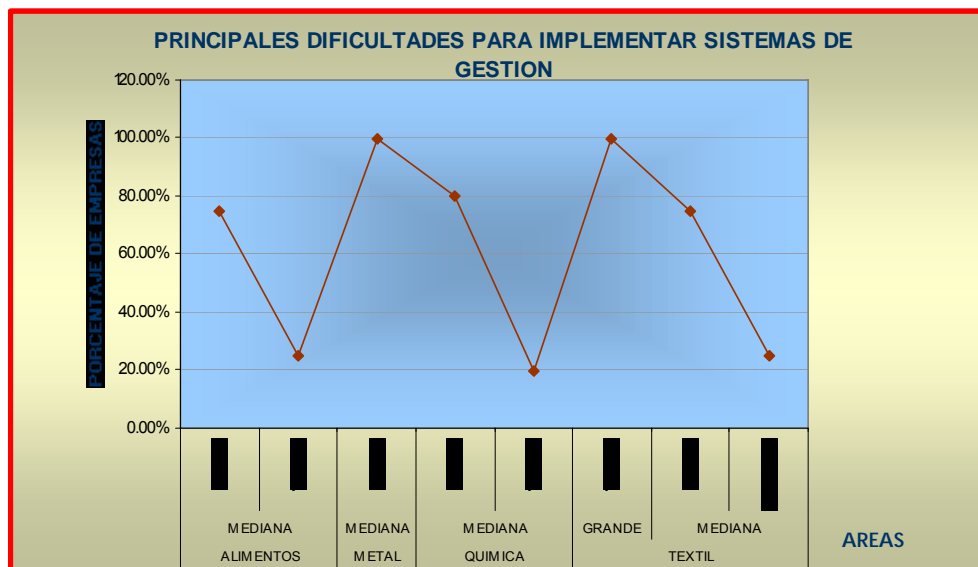 PRINCIPALES DIFICULTADES PARA IMPLEMENTAR SISTEMAS DE
GESTION
120.00%
100.00%
80.00%
60.00%
40.00%
20.00%
0.00%
PORCENTAJE DE EMPRESAS
MEDIANA MEDIANA MEDIANA GRANDE MEDIANA
ALIMENTOS METAL QUIMICA TEXTIL
AREAS